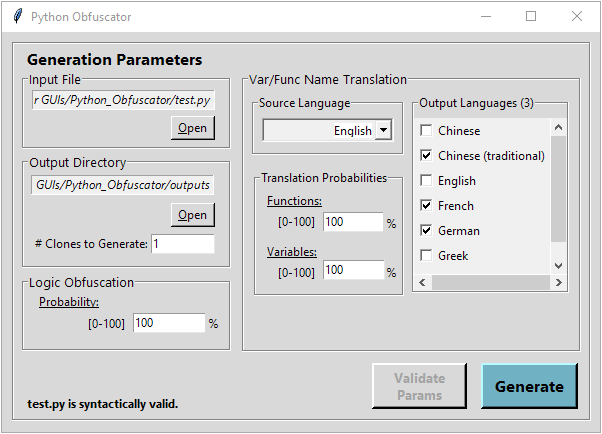 Python Obfuscator
Generation Parameters
Input File
r GUIs/Python_Obfuscator/test.py
Open
Output Directory
GUIs/Python_Obfuscator/outputs
Open
# Clones to Generate: 1
Logic Obfuscation
Probability:
[0-100] 100 %
Var/Func Name Translation
Source Language
English
Translation Probabilities
Functions:
[0-100] 100 %
Variables:
[0-100] 100 %
Output Languages (3)
Chinese
Chinese (traditional)
English
French
German
Greek
Validate
Params
Generate
test.py is syntactically valid.